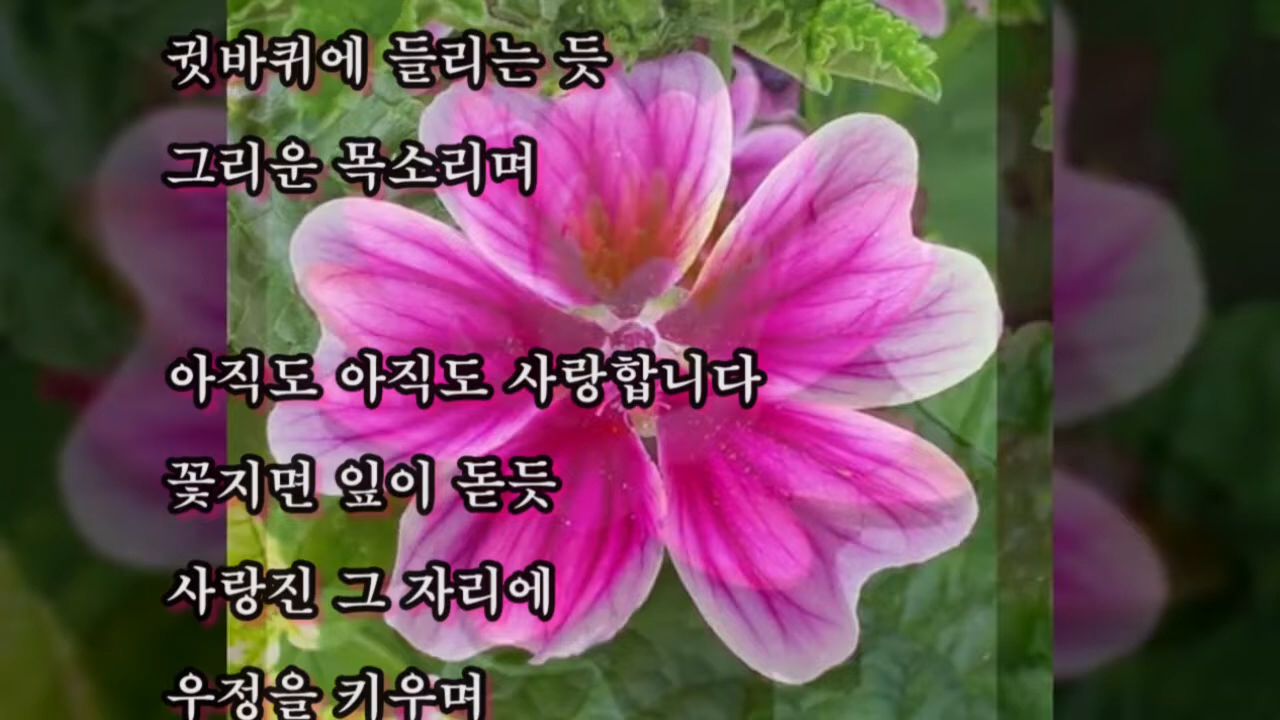 귓바퀴에 들리는 듯
그리운 목소리며
아직도 아직도 사랑합니다
꽃지면 잎이 돋듯
사랑진 그 자리에
우정을 키우며